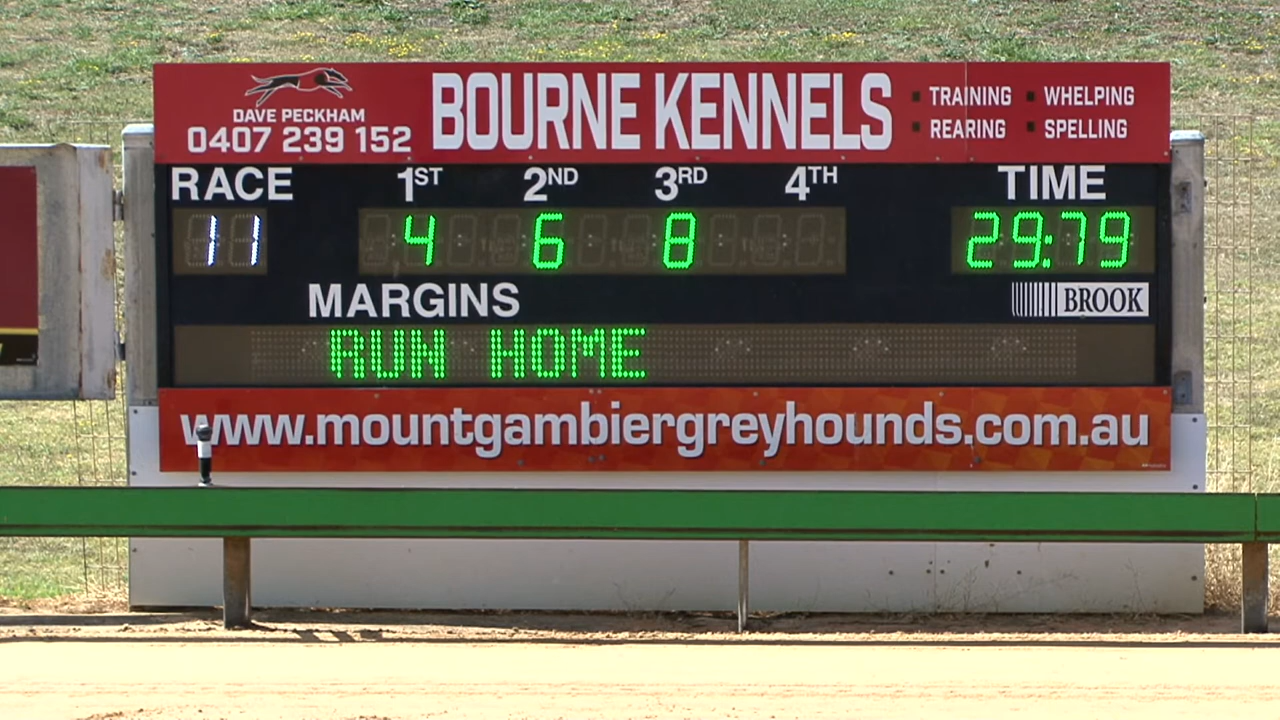 DAVE PECKHAM
0407 239 152
BOURNE KENNELS
TRAINING WHELPING
REARING SPELLING
RACE 1ST 2ND 3RD 4TH TIME
11 4 6 8 29:79
MARGINS
BROOK
RUN HOME
www.mountgambiergreyhounds.com.au